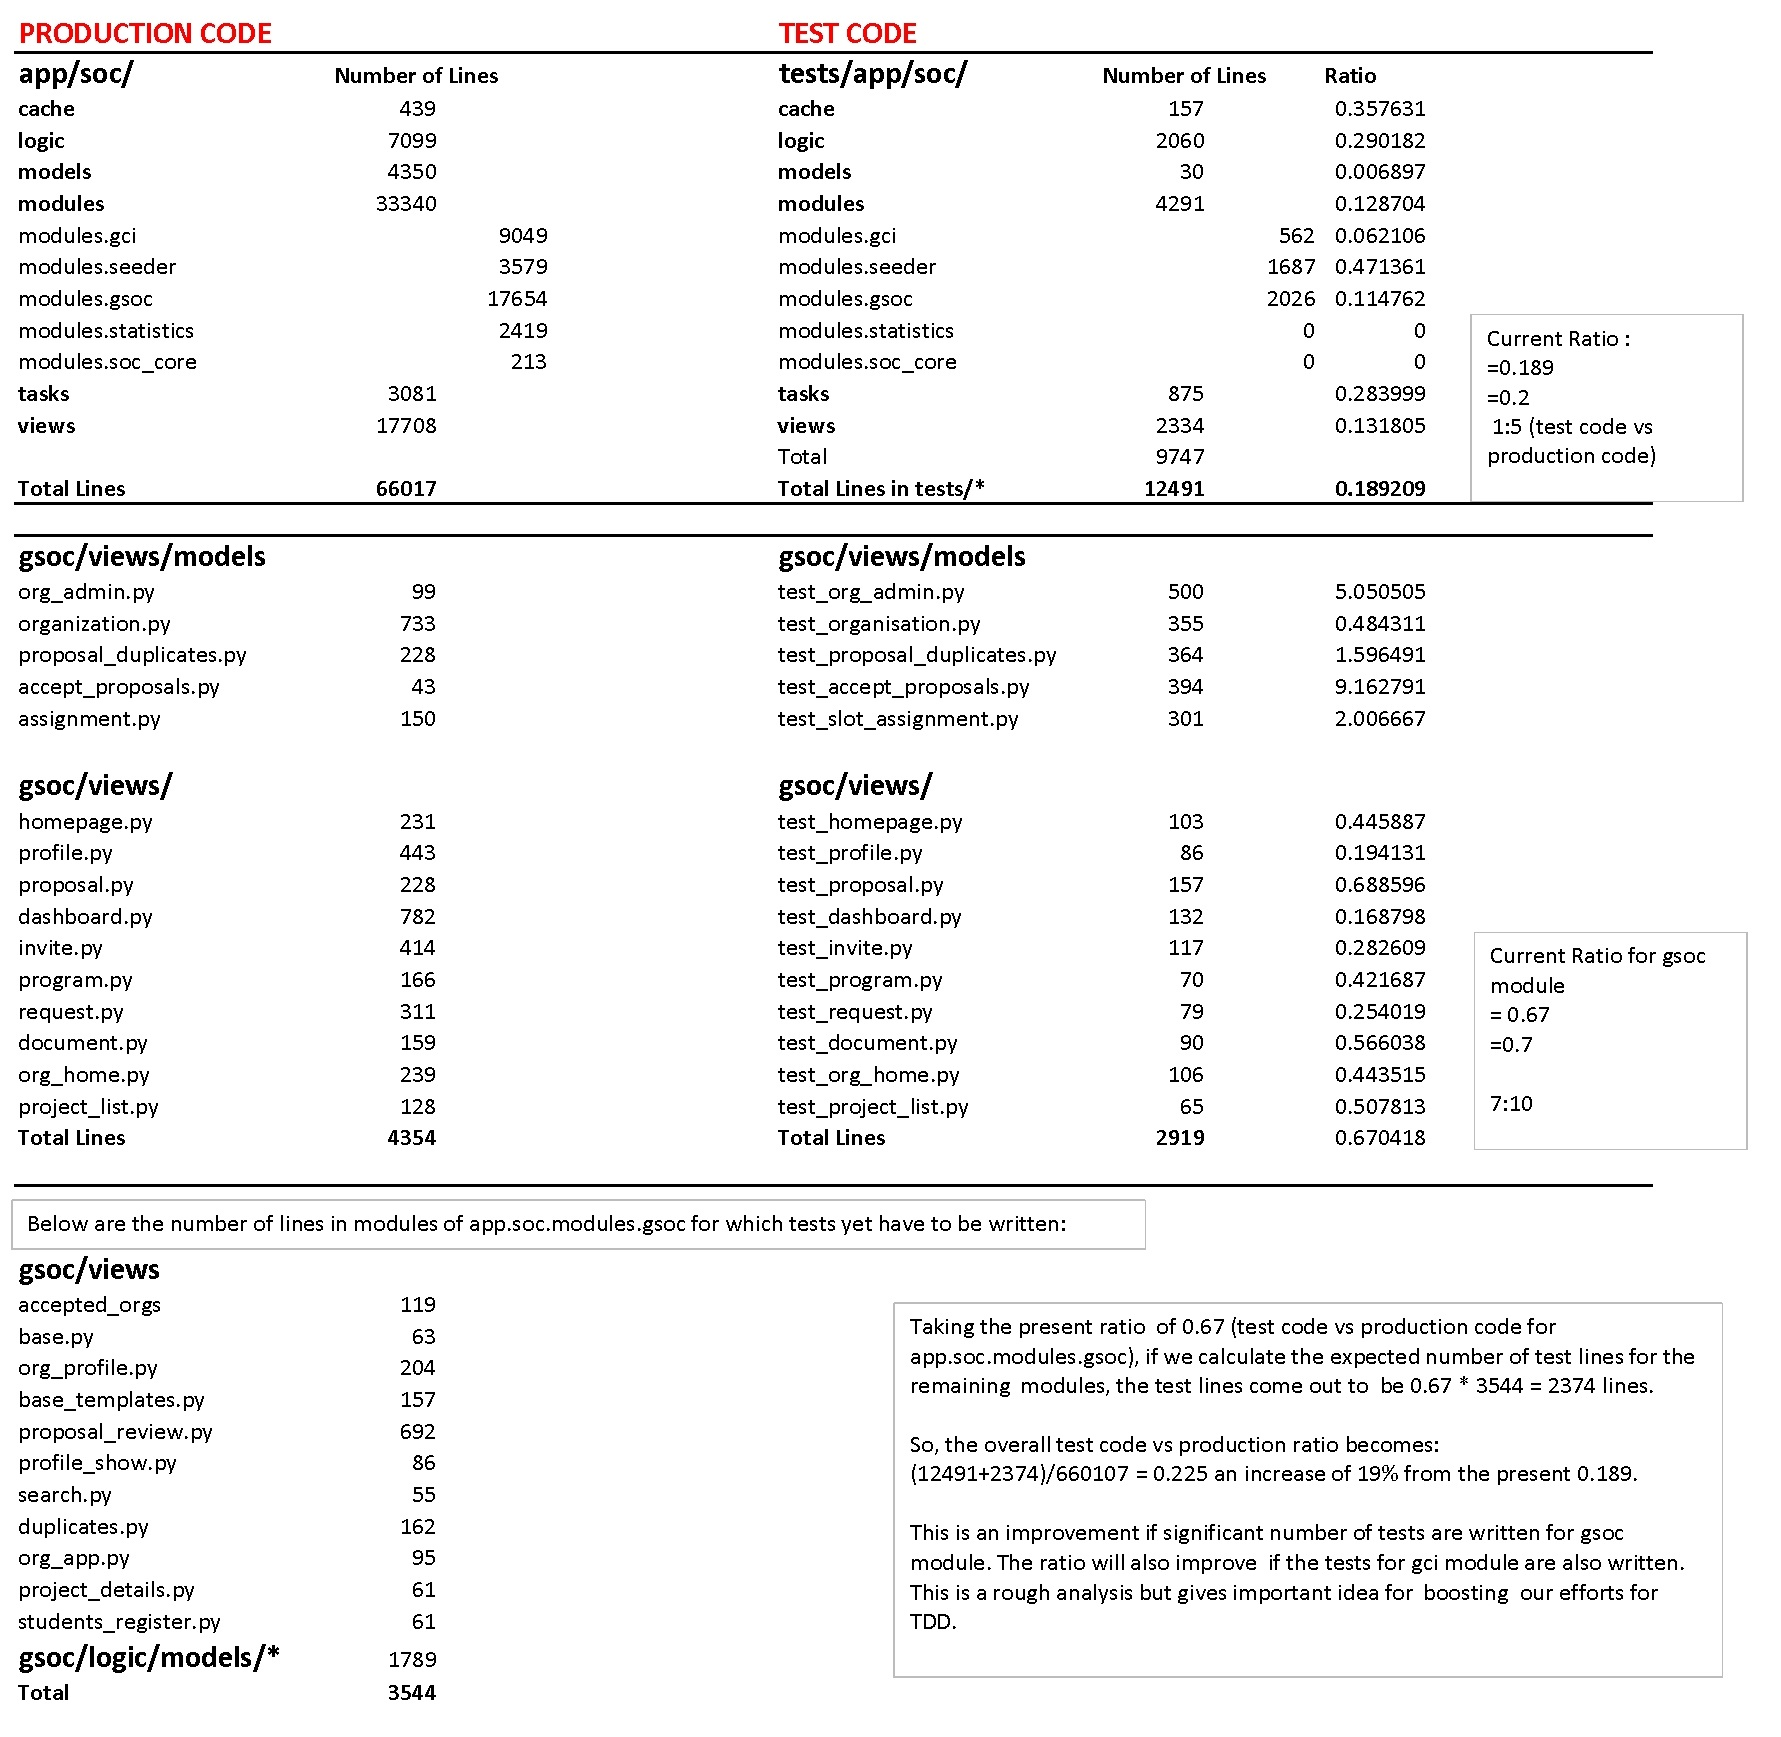 PRODUCTION CODE TEST CODE
app/soc/ Number of Lines tests/app/soc/ Number of Lines Ratio
cache 439 cache 157 0.357631
logic 7099 logic 2060 0.290182
models 4350 models 30 0.006897
modules 33340 modules 4291 0.128704
modules.gci 9049 modules.gci 562 0.062106
modules.seeder 3579 modules.seeder 1687 0.471361
modules.gsoc 17654 modules.gsoc 2026 0.114762
modules.statistics 2419 modules.statistics 0 0
modules.soc_core 213 modules.soc_core 0 0
tasks 3081 tasks 875 0.283999
views 17708 views 2334 0.131805
Total 9747
Total Lines 66017 Total Lines in tests/* 12491 0.189209
Current Ratio :
=0.189
=0.2
1:5 (test code vs
production code)
gsoc/views/models gsoc/views/models
org_admin.py 99 test_org_admin.py 500 5.050505
organization.py 733 test_organisation.py 355 0.484311
proposal_duplicates.py 228 test_proposal_duplicates.py 364 1.596491
accept_proposals.py 43 test_accept_proposals.py 394 9.162791
assignment.py 150 test_slot_assignment.py 301 2.006667
gsoc/views/ gsoc/views/
homepage.py 231 test_homepage.py 103 0.445887
profile.py 443 test_profile.py 86 0.194131
proposal.py 228 test_proposal.py 157 0.688596
dashboard.py 782 test_dashboard.py 132 0.168798
invite.py 414 test_invite.py 117 0.282609
program.py 166 test_program.py 70 0.421687
request.py 311 test_request.py 79 0.254019
document.py 159 test_document.py 90 0.566038
org_home.py 239 test_org_home.py 106 0.443515
project_list.py 128 test_project_list.py 65 0.507813
Total Lines 4354 Total Lines 2919 0.670418
Current Ratio for gsoc
module
= 0.67
=0.7
7:10
Below are the number of lines in modules of app.soc.modules.gsoc for which tests yet have to be written:
gsoc/views
accepted_orgs 119
base.py 63
org_profile.py 204
base_templates.py 157
proposal_review.py 692
profile_show.py 86
search.py 55
duplicates.py 162
org_app.py 95
project_details.py 61
students_register.py 61
gsoc/logic/models/* 1789
Total 3544
Taking the present ratio of 0.67 (test code vs production code for
app.soc.modules.gsoc), if we calculate the expected number of test lines for the
remaining modules, the test lines come out to be 0.67 * 3544 = 2374 lines.
So, the overall test code vs production ratio becomes:
(12491+2374)/660107 = 0.225 an increase of 19% from the present 0.189.
This is an improvement if significant number of tests are written for gsoc
module. The ratio will also improve if the tests for gci module are also written.
This is a rough analysis but gives important idea for boosting our efforts for
TDD.